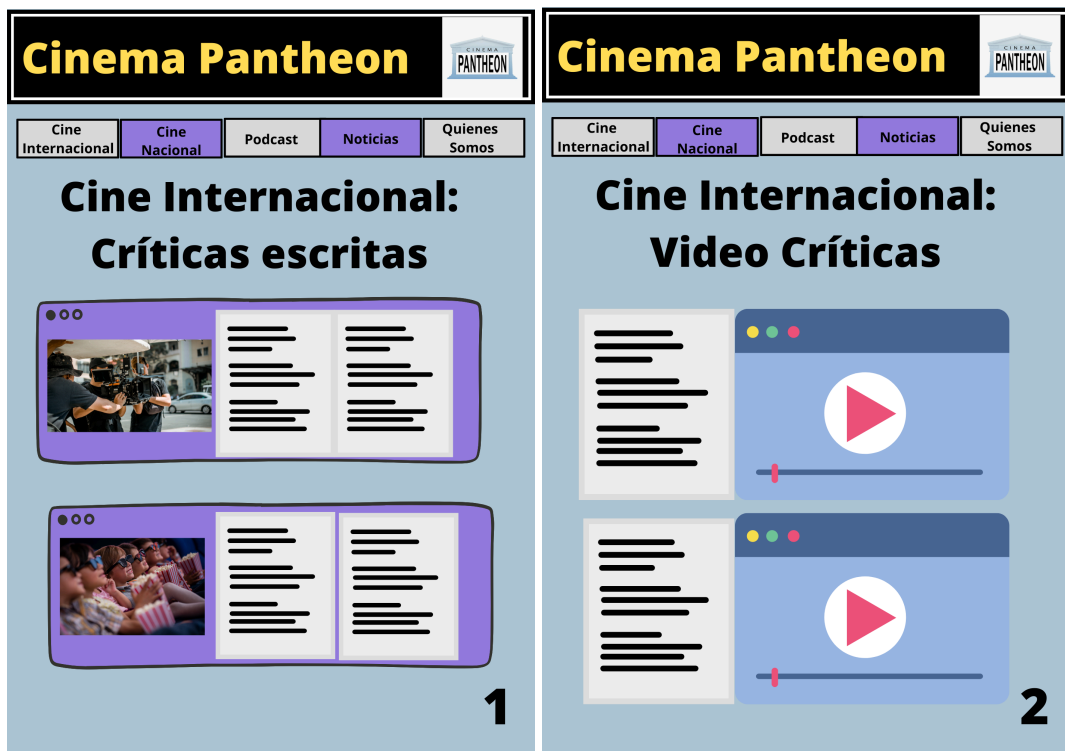 Cinema Pantheon
CINEMA
PANTHEON
Cine
Internacional
Cine
Nacional
Podcast
Noticias
Quienes
Somos
Cine Internacional:
Críticas escritas
1
Cinema Pantheon
CINEMA
PANTHEON
Cine
Internacional
Cine
Nacional
Podcast
Noticias
Quienes
Somos
Cine Internacional:
Video Críticas
2